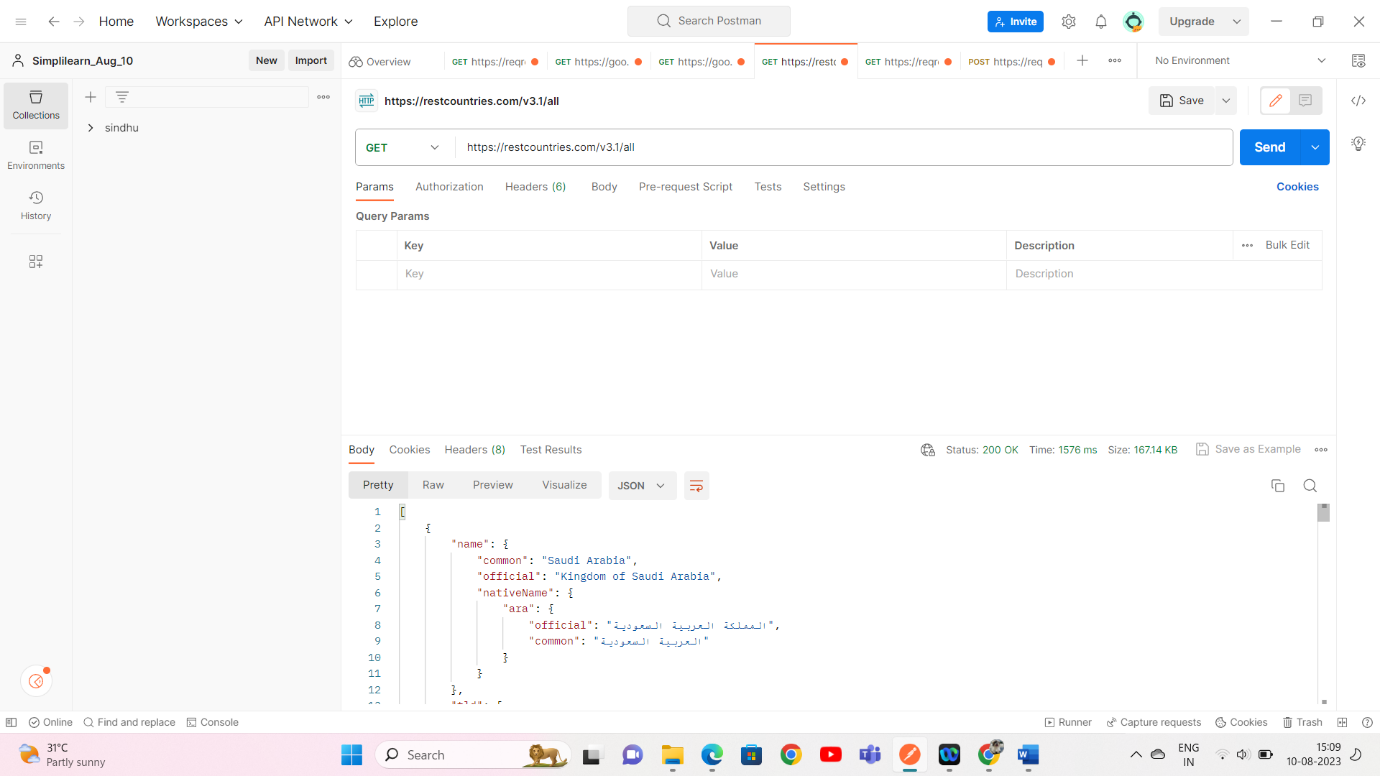 Home Workspaces API Network Explore Search Postman Invite Upgrade
Simplilearn_Aug_10 New Import Overview GET https://reqre GET https://goo. GET https://goo. GET https://restc GET https://reqre POST https://req No Environment
Collections
Environments
History
sindhu
HTTP https://restcountries.com/v3.1/all Save
GET https://restcountries.com/v3.1/all Send
Params Authorization Headers (6) Body Pre-request Script Tests Settings Cookies
Query Params
Key Value Description Bulk Edit
Key Value Description
Body Cookies Headers (8) Test Results Status: 200 OK Time: 1576 ms Size: 167.14 KB Save as Example
Pretty Raw Preview Visualize JSON
1 [
2 {
3 "name": {
4 "common": "Saudi Arabia",
5 "official": "Kingdom of Saudi Arabia",
6 "nativeName": {
7 "ara": {
8 "official": "المملكة العربية السعودية",
9 "common": "العربية السعودية"
10 }
11 }
12 },
Online Find and replace Console Runner Capture requests Cookies Trash
31°C
Partly sunny
Search
ENG
IN
15:09
10-08-2023